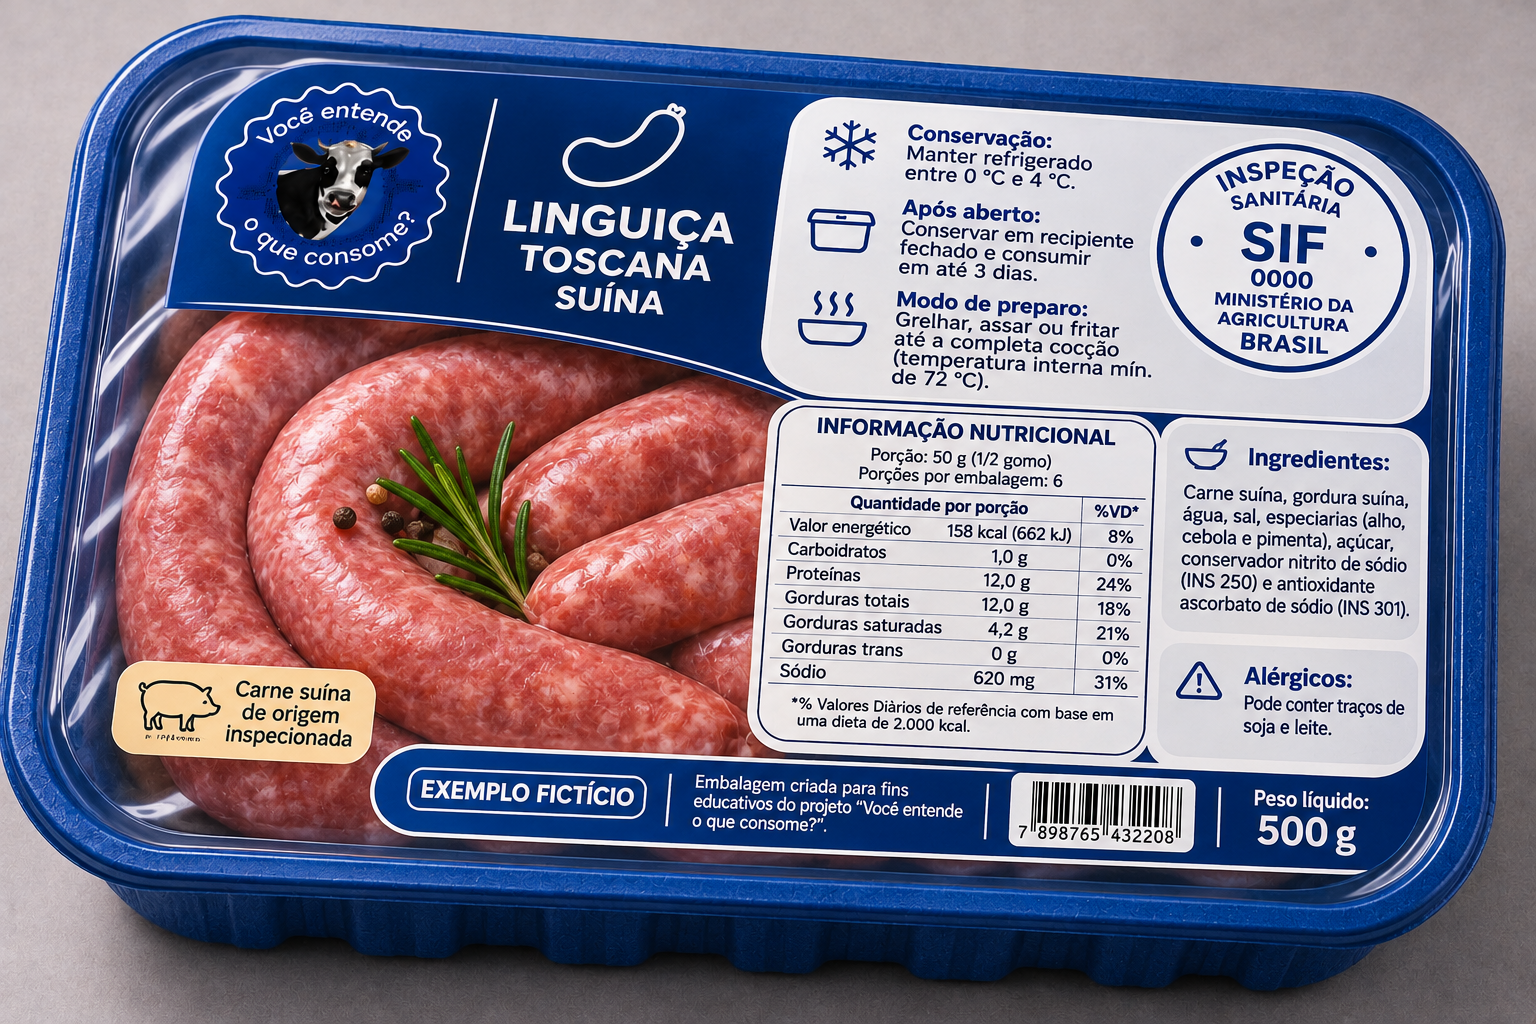 Você entende
o que consome?
LINGUIÇA
TOSCANA
SUÍNA
Conservação:
Manter refrigerado
entre 0 °C e 4 °C.
Após aberto:
Conservar em recipiente
fechado e consumir
em até 3 dias.
Modo de preparo:
Grelhar, assar ou fritar
até a completa cocção
(temperatura interna mín.
de 72 °C).
INSPEÇÃO
SANITÁRIA
SIF
0000
MINISTÉRIO DA
AGRICULTURA
BRASIL
INFORMAÇÃO NUTRICIONAL
Porção: 50 g (1/2 gomo)
Porções por embalagem: 6
Quantidade por porção %VD*
Valor energético 158 kcal (662 kJ) 8%
Carboidratos 1,0 g 0%
Proteínas 12,0 g 24%
Gorduras totais 12,0 g 18%
Gorduras saturadas 4,2 g 21%
Gorduras trans 0 g 0%
Sódio 620 mg 31%
*% Valores Diàrios de referência com base em
uma dieta de 2.000 kcal.
Ingredientes:
Carne suína, gordura suína,
água, sal, especiarias (alho,
cebola e pimenta), açúcar,
conservador nitrito de sódio
(INS 250) e antioxidante
ascorbato de sódio (INS 301).
Alérgicos:
Pode conter traços de
soja e leite.
Carne suína
de origem
inspecionada
EXEMPLO FICTÍCIO
Embalagem criada para fins
educativos do projeto “Você entende
o que consome?”.
7 898765 432208
Peso líquido:
500 g